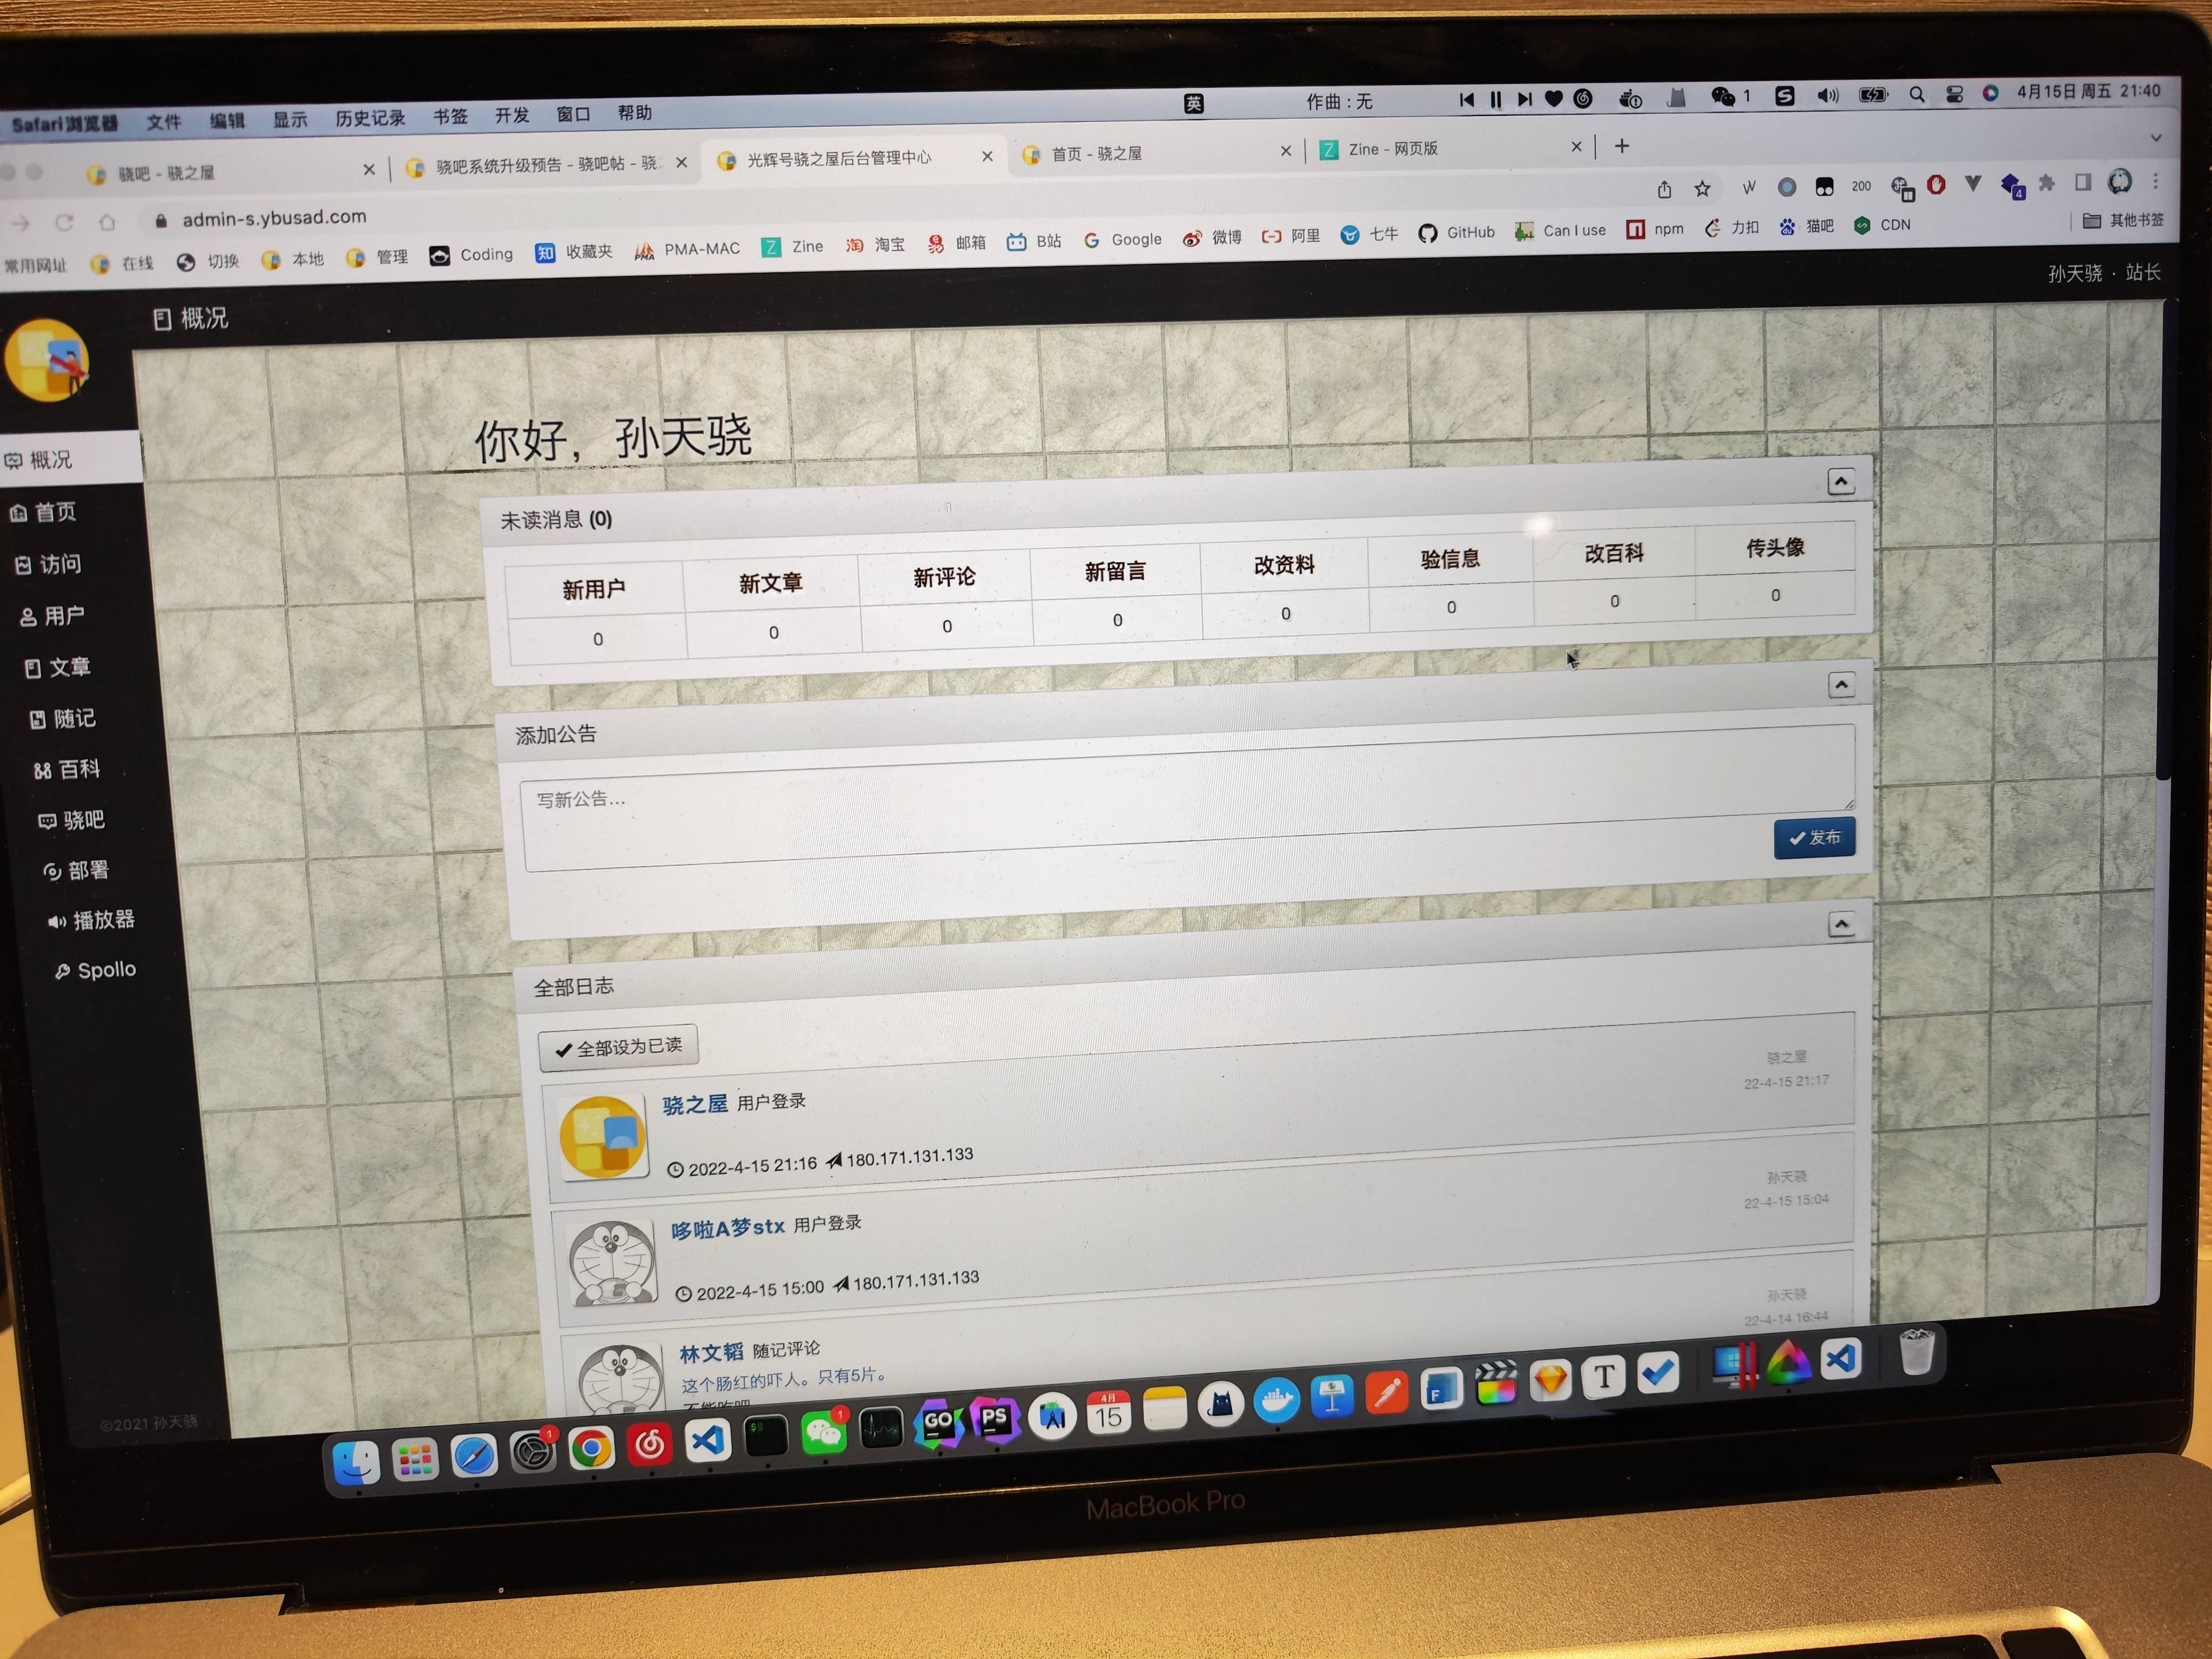 Safari浏览器 文件 编辑 显示 历史记录 书签 开发 窗口 帮助 英 作曲 : 无 1 4月15日 周五 21:40
骁吧 - 骁之屋 骁吧系统升级预告 - 骁吧帖 - 骁 光辉号骁之屋后台管理中心 首页 - 骁之屋 Z Zine - 网页版
admin-s.ybusad.com 200 4
常用网址 在线 切换 本地 管理 Coding 知 收藏夹 PMA-MAC Z Zine 淘 淘宝 邮箱 B站 Google 微博 阿里 七牛 GitHub Can I use npm 力扣 猫吧 CDN 其他书签
概况 孙天骁 · 站长
概况
首页
访问
用户
文章
随记
百科
骁吧
部署
播放器
Spollo
©2021 孙天骁
你好，孙天骁
未读消息 (0)
新用户 新文章 新评论 新留言 改资料 验信息 改百科 传头像
0 0 0 0 0 0 0 0
添加公告
写新公告...
发布
全部日志
全部设为已读
骁之屋 用户登录
2022-4-15 21:16 180.171.131.133
骁之屋
22-4-15 21:17
哆啦A梦stx 用户登录
2022-4-15 15:00 180.171.131.133
孙天骁
22-4-15 15:04
林文韬 随记评论
这个肠红的吓人。只有5片。
孙天骁
22-4-14 16:44
1 1 GO PS 4月 15 F T
MacBook Pro